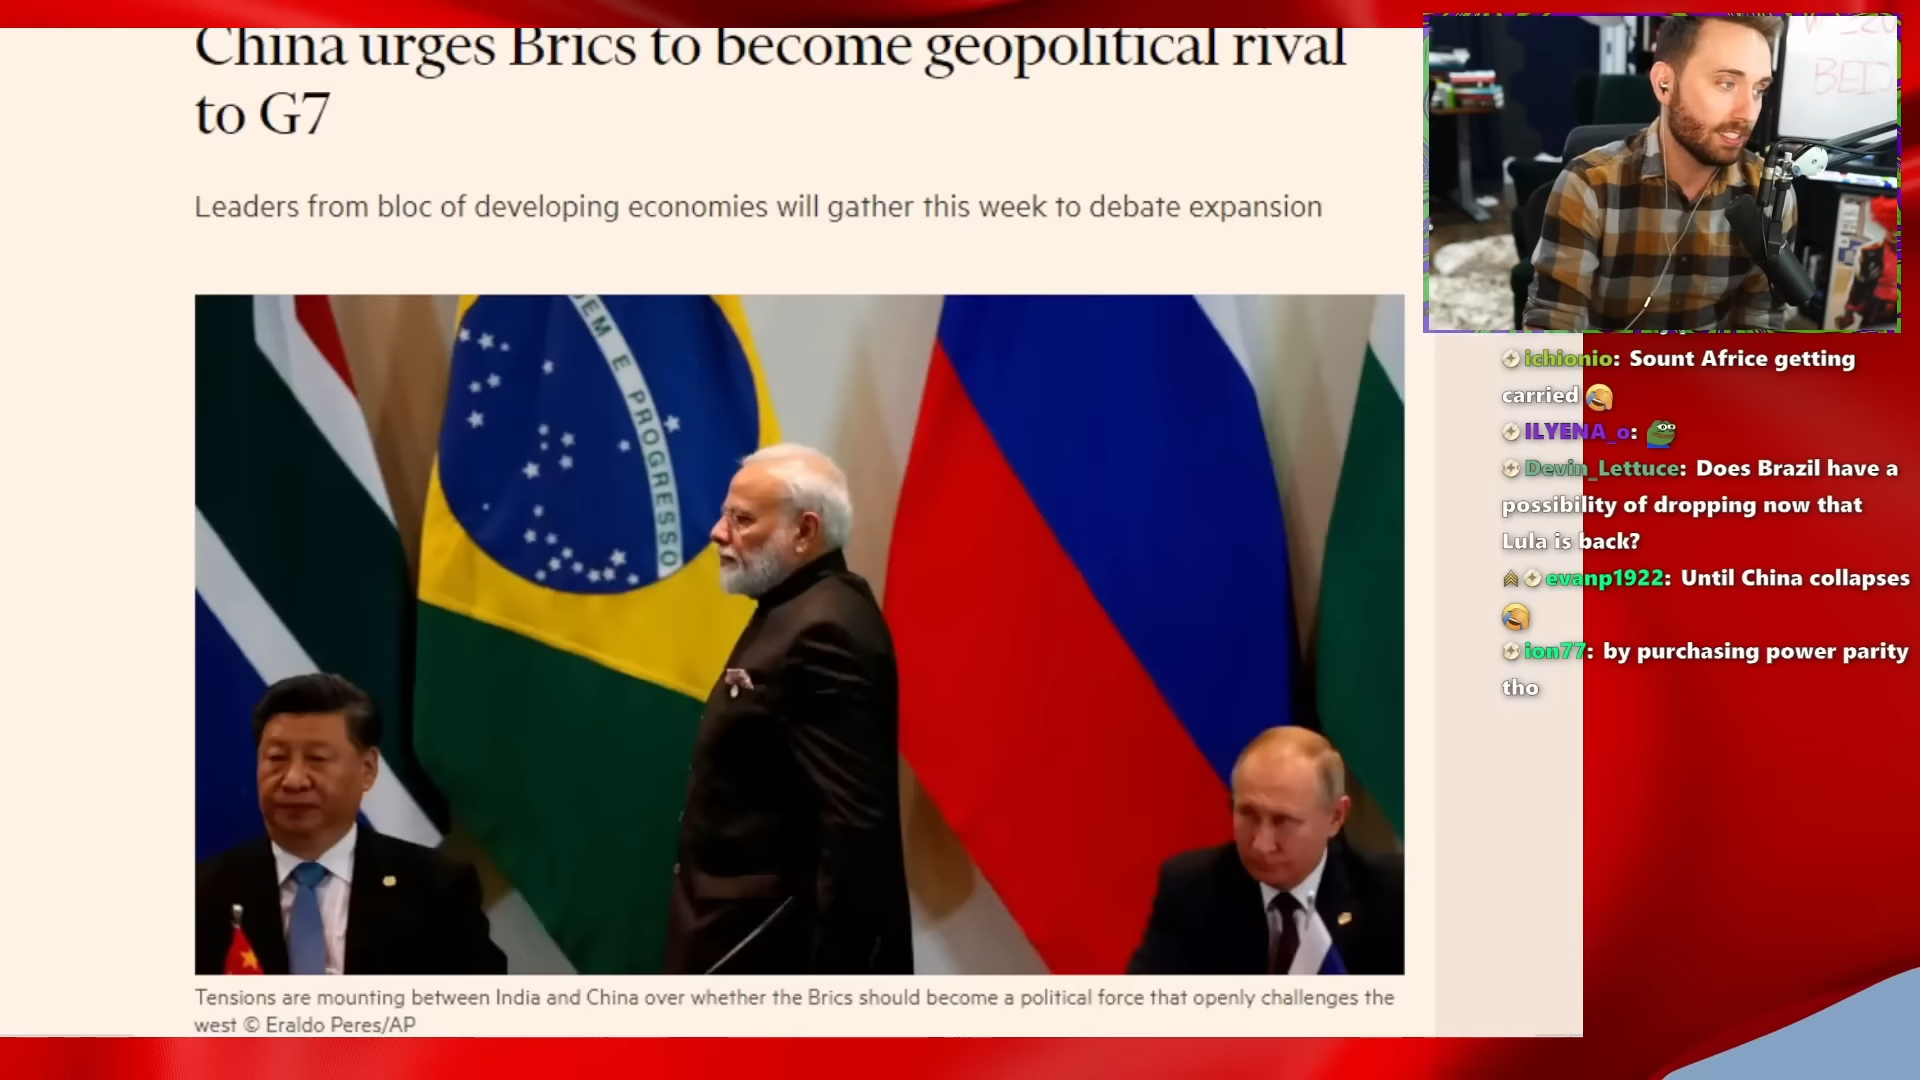 China urges Brics to become geopolitical rival
to G7
Leaders from bloc of developing economies will gather this week to debate expansion
DEM E PROGRESSO
Tensions are mounting between India and China over whether the Brics should become a political force that openly challenges the
west © Eraldo Peres/AP
BEIJ
ichionio: Sount Africe getting
carried
ILYENA_o:
Devin_Lettuce: Does Brazil have a
possibility of dropping now that
Lula is back?
evanp1922: Until China collapses
ion77: by purchasing power parity
tho